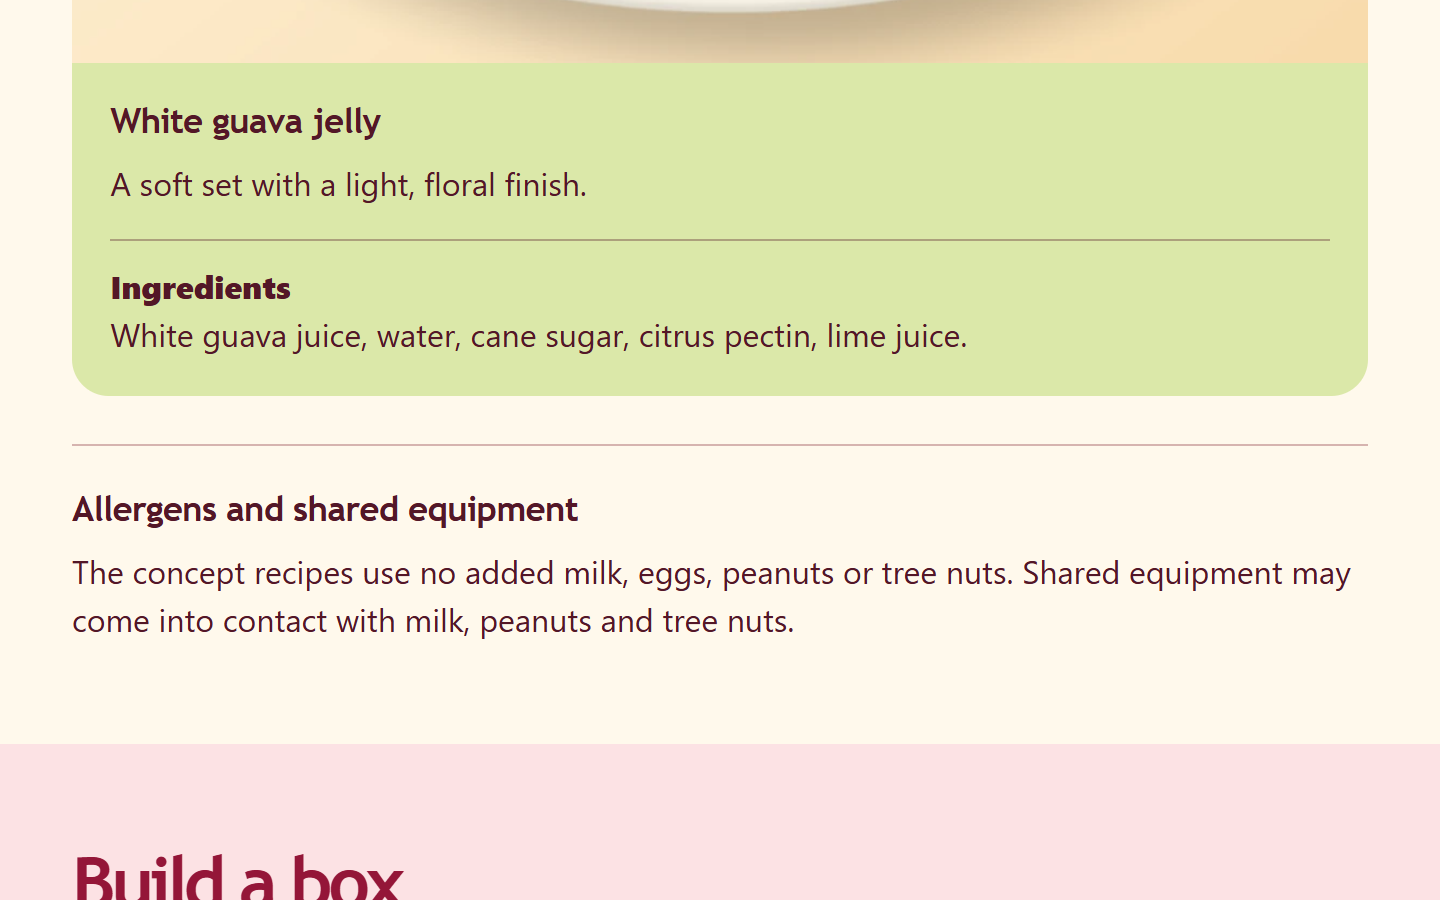 White guava jelly
A soft set with a light, floral finish.
Ingredients
White guava juice, water, cane sugar, citrus pectin, lime juice.
Allergens and shared equipment
The concept recipes use no added milk, eggs, peanuts or tree nuts. Shared equipment may
come into contact with milk, peanuts and tree nuts.
Build a box